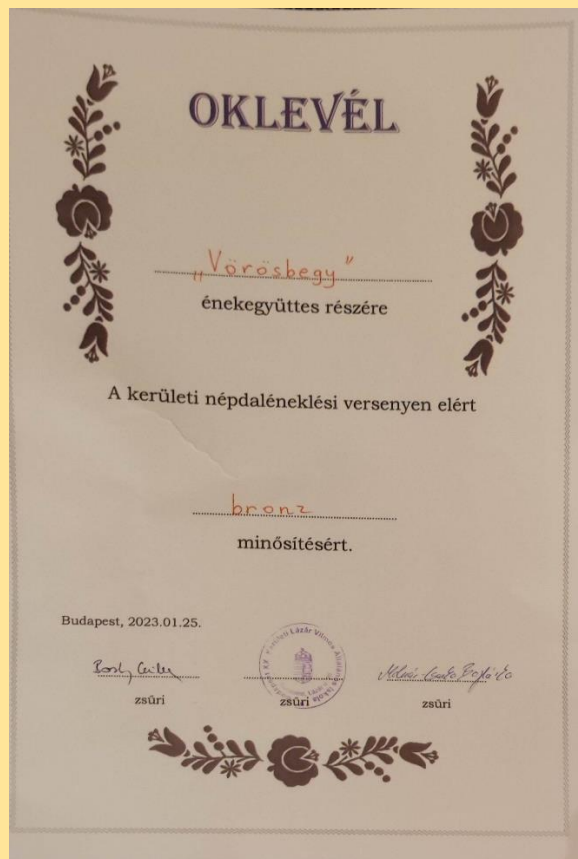 OKLEVÉL
„Vörösbegy"
énekegyüttes részére
A kerületi népdaléneklési versenyen elért
bronz
minősítésért.
Budapest, 2023.01.25.
zsűri
zsűri
zsűri